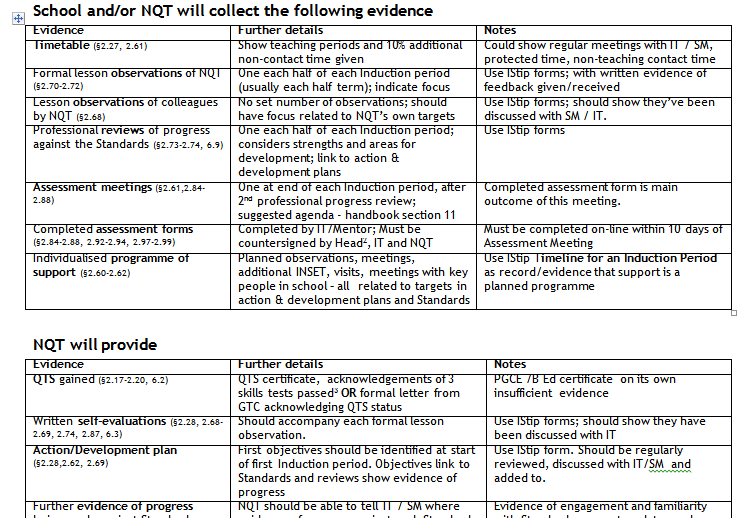 School and/or NQT will collect the following evidence
Evidence Further details Notes
Timetable (§2.27, 2.61) Show teaching periods and 10% additional Could show regular meetings with IT / SM,
non-contact time given protected time, non-teaching contact time
Formal lesson observations of NQT One each half of each Induction period Use IStip forms; with written evidence of
(§2.70-2.72) (usually each half term); indicate focus feedback given/received
Lesson observations of colleagues No set number of observations; should Use IStip forms; should show they've been
by NQT (§2.68) have focus related to NQT's own targets discussed with SM / IT.
Professional reviews of progress One each half of each Induction period; Use IStip forms
against the Standards (§2.73-2.74, 6.9) considers strengths and areas for
development; link to action &
development plans
Assessment meetings (§2.61,2.84- One at end of each Induction period, after Completed assessment form is main
2.88) 2nd professional progress review; outcome of this meeting.
suggested agenda - handbook section 11
Completed assessment forms Completed by IT/Mentor; Must be Must be completed on-line within 10 days of
(§2.84-2.88, 2.92-2.94, 2.97-2.99) countersigned by Head², IT and NQT Assessment Meeting
Individualised programme of Planned observations, meetings, Use IStip Timeline for an Induction Period
support (§2.60-2.62) additional INSET, visits, meetings with key as record/evidence that support is a
people in school - all related to targets in planned programme
action & development plans and Standards
NQT will provide
Evidence Further details Notes
QTS gained (§2.17-2.20, 6.2) QTS certificate, acknowledgements of 3 PGCE /B Ed certificate on its own
skills tests passed³ OR formal letter from insufficient evidence
GTC acknowledging QTS status
Written self-evaluations (§2.28, 2.68- Should accompany each formal lesson Use IStip forms; should show they have
2.69, 2.74, 2.87, 6.3) observation. been discussed with IT
Action/Development plan First objectives should be identified at start Use IStip form. Should be regularly
(§2.28,2.62, 2.69) of first Induction period. Objectives link to reviewed, discussed with IT/SM and
Standards and reviews show evidence of added to.
progress
Further evidence of progress NQT should be able to tell IT / SM where Evidence of engagement and familiarity